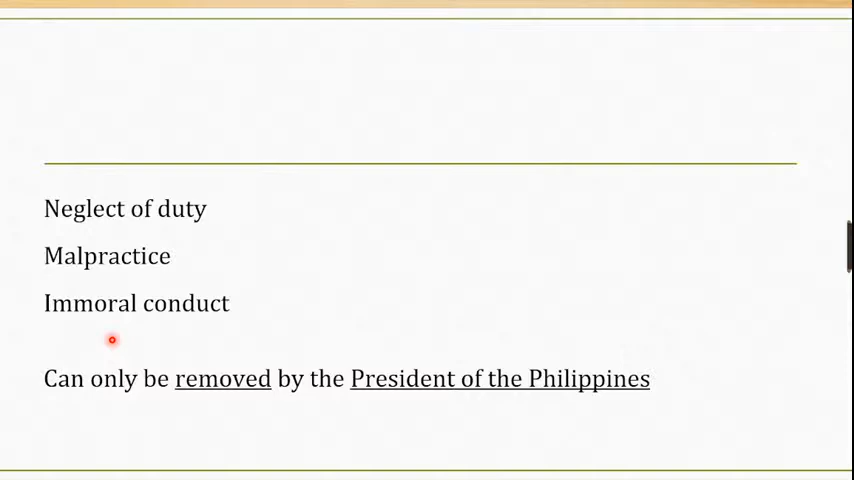 Neglect of duty
Malpractice
Immoral conduct
Can only be removed by the President of the Philippines